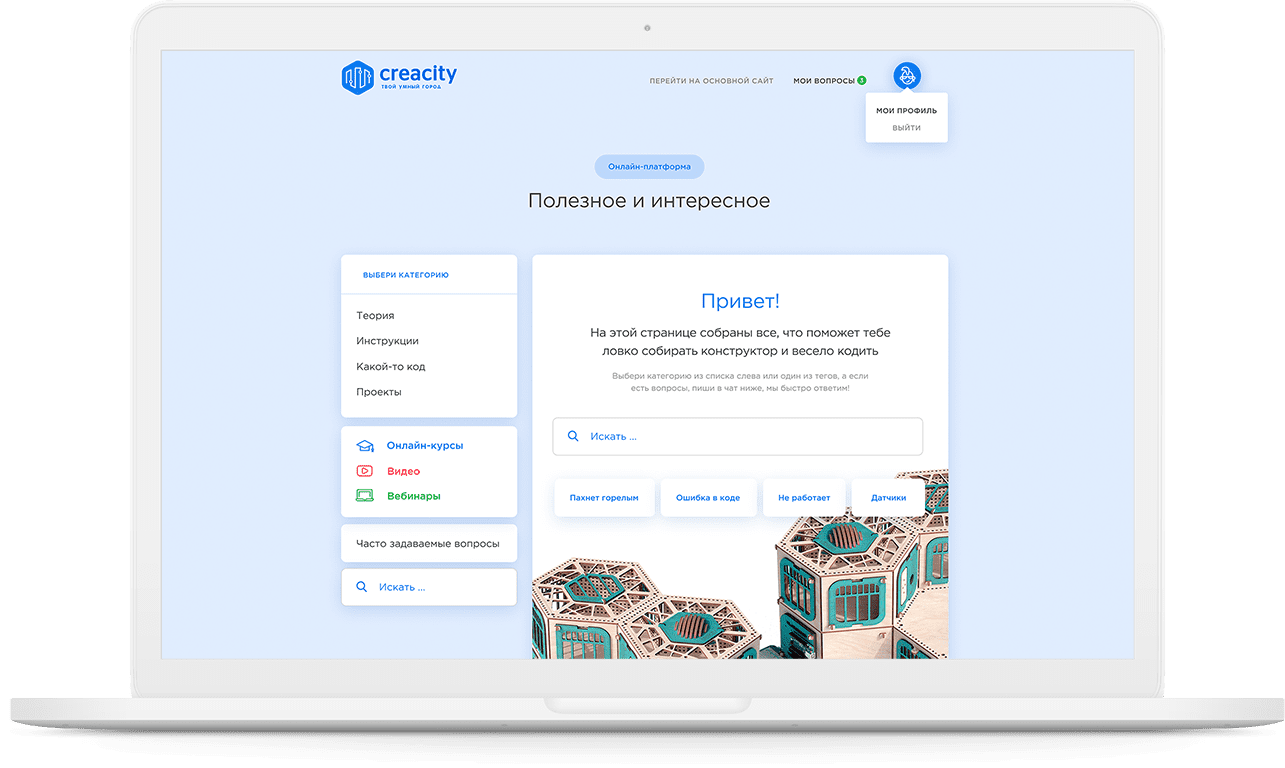 creacity
ТВОЙ УМНЫЙ ГОРОД
ПЕРЕЙТИ НА ОСНОВНОЙ САЙТ
МОИ ВОПРОСЫ 3
МОЙ ПРОФИЛЬ
ВЫЙТИ
Онлайн-платформа
Полезное и интересное
ВЫБЕРИ КАТЕГОРИЮ
Теория
Инструкции
Какой-то код
Проекты
Онлайн-курсы
Видео
Вебинары
Часто задаваемые вопросы
Искать ...
Привет!
На этой странице собраны все, что поможет тебе
ловко собирать конструктор и весело кодить
Выбери категорию из списка слева или один из тегов, а если
есть вопросы, пиши в чат ниже, мы быстро ответим!
Искать ...
Пахнет горелым
Ошибка в коде
Не работает
Датчики